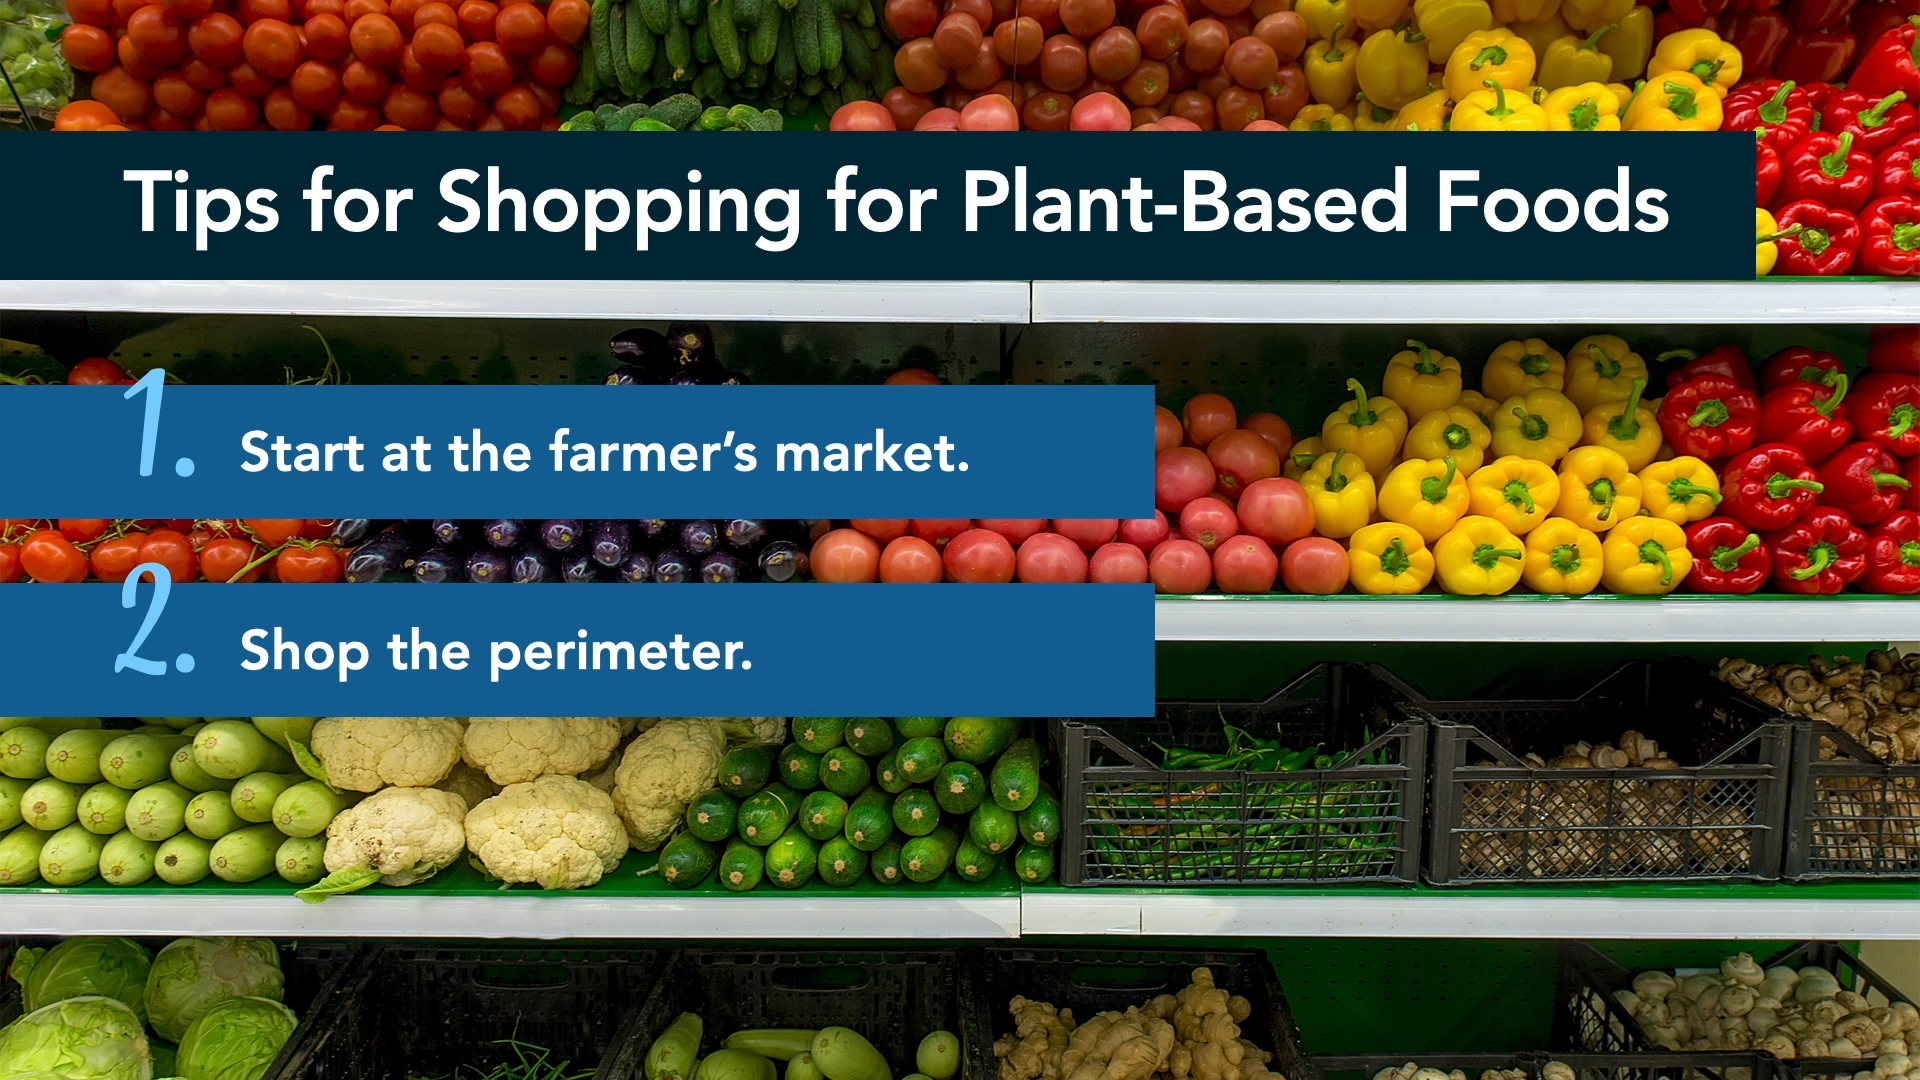 Tips for Shopping for Plant-Based Foods
1. Start at the farmer’s market.
2. Shop the perimeter.